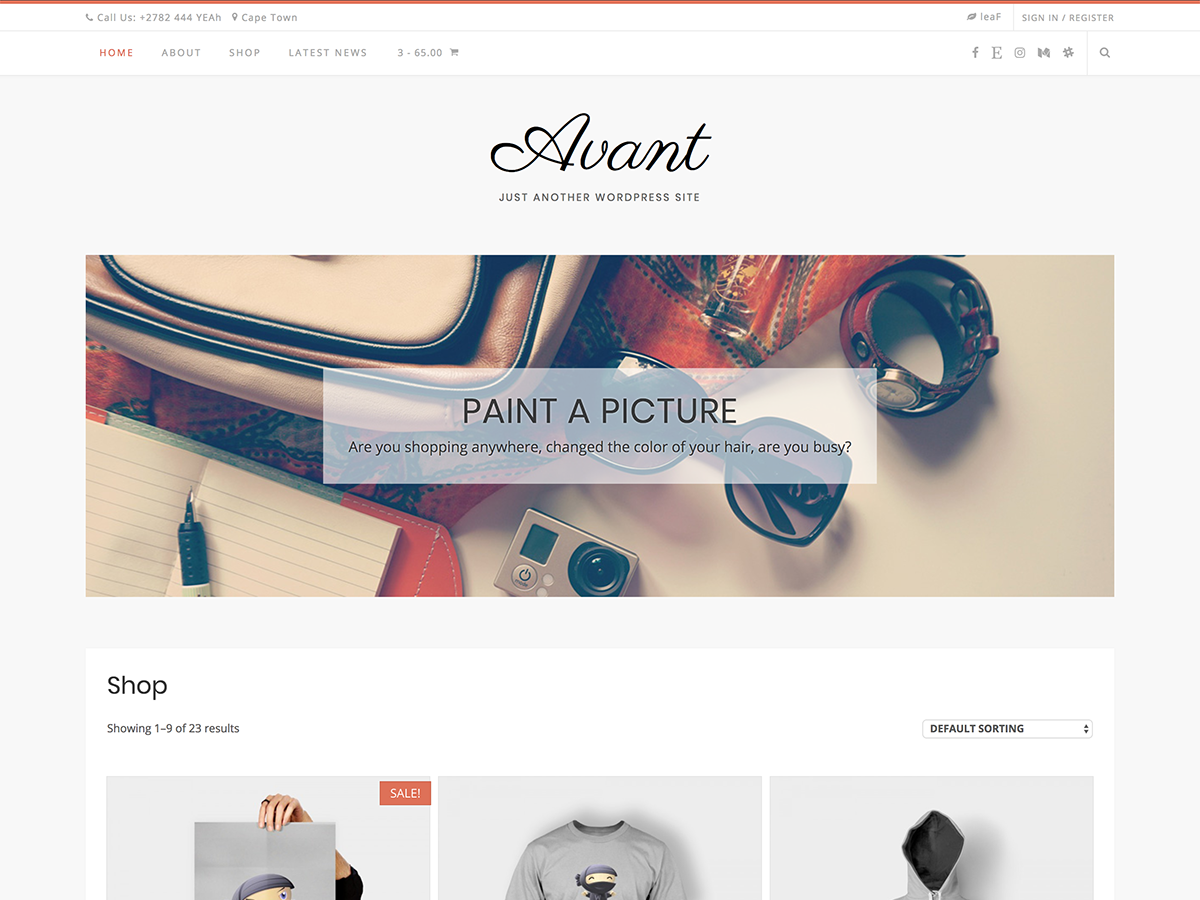 Call Us: +2782 444 YEAh Cape Town leaF SIGN IN / REGISTER
HOME ABOUT SHOP LATEST NEWS 3 - 65.00
Avant
JUST ANOTHER WORDPRESS SITE
PAINT A PICTURE
Are you shopping anywhere, changed the color of your hair, are you busy?
Shop
Showing 1–9 of 23 results DEFAULT SORTING
SALE!